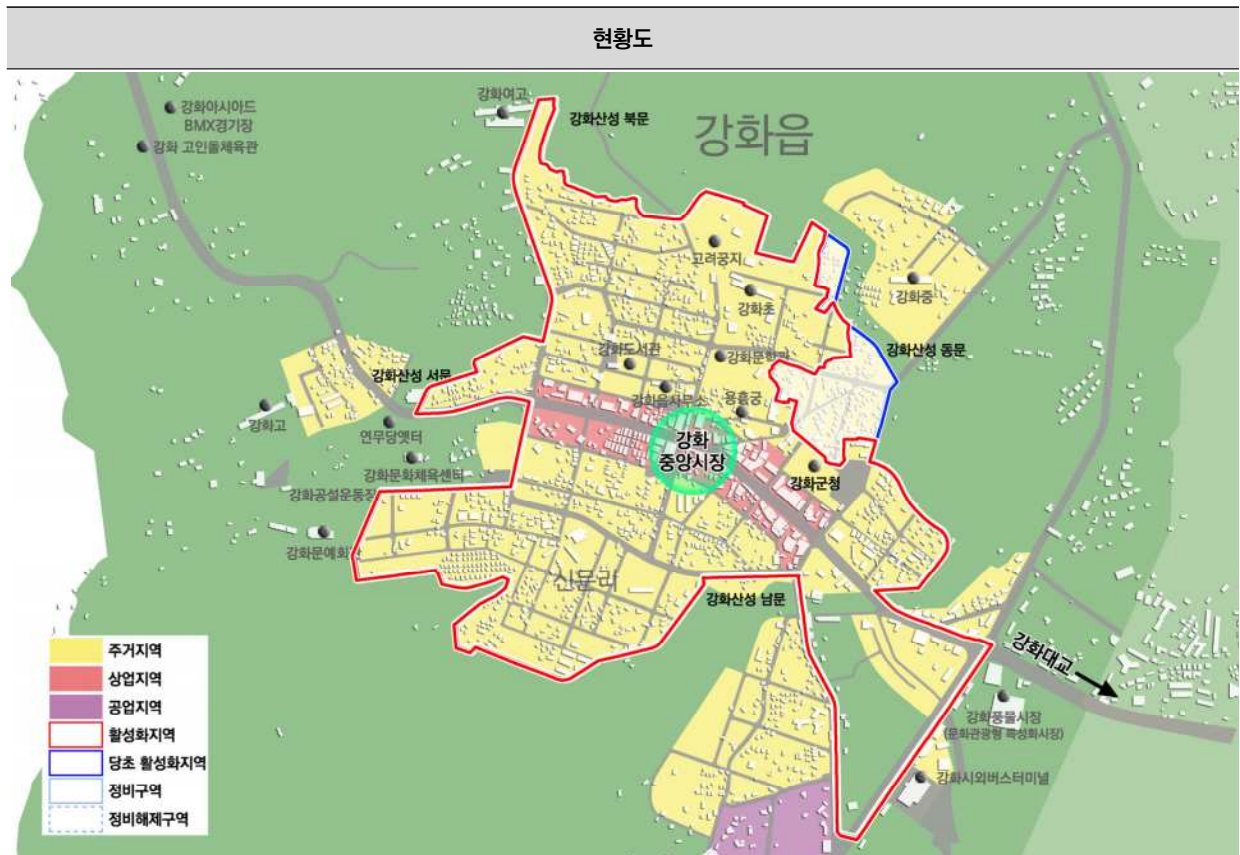 현황도
강화아시아드
BMX경기장
강화 고인돌체육관
강화여고
강화산성 북문
강화읍
고려궁지
강화초
강화중
강화산성 동문
강화도서관
강화문학관
강화산성 서문
강화읍사무소
용흥궁
강화고
연무당옛터
강화
중앙시장
강화문화체육센터
강화군청
강화공설운동장
강화문예회관
신문리
강화산성 남문
강화대교
강화풍물시장
(문화관광형 특성화시장)
강화시외버스터미널
주거지역
상업지역
공업지역
활성화지역
당초 활성화지역
정비구역
정비해제구역